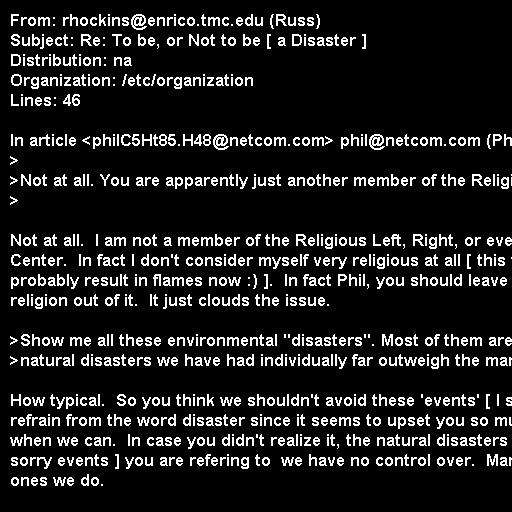 From: rhockins@enrico.tmc.edu (Russ)
Subject: Re: To be, or Not to be [ a Disaster ]
Distribution: na
Organization: /etc/organization
Lines: 46

In article <philC5Ht85.H48@netcom.com> phil@netcom.com (Ph
>
>Not at all. You are apparently just another member of the Relig
>

Not at all.  I am not a member of the Religious Left, Right, or eve
Center.  In fact I don't consider myself very religious at all [ this
probably result in flames now :) ].  In fact Phil, you should leave
religion out of it.  It just clouds the issue.

>Show me all these environmental "disasters". Most of them are
>natural disasters we have had individually far outweigh the mar

How typical.  So you think we shouldn't avoid these 'events' [ I s
refrain from the word disaster since it seems to upset you so mu
when we can.  In case you didn't realize it, the natural disasters
sorry events ] you are refering to  we have no control over.  Mar
ones we do.